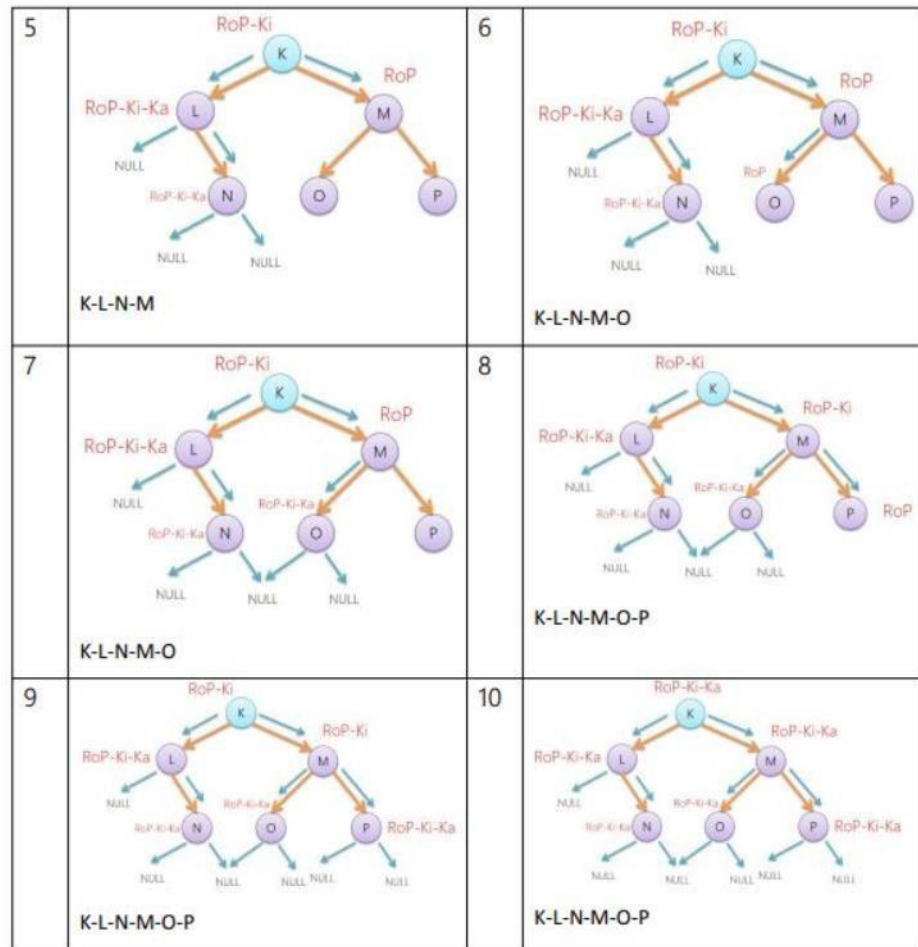 5
RoP-Ki
K
RoP
RoP-Ki-Ka
L
M
NULL
RoP-Ki-Ka
N
O
P
NULL
NULL
K-L-N-M
6
RoP-Ki
K
RoP
RoP-Ki-Ka
L
M
NULL
RoP
RoP-Ki-Ka
N
O
P
NULL
NULL
K-L-N-M-O
7
RoP-Ki
K
RoP
RoP-Ki-Ka
L
M
NULL
RoP-Ki-Ka
RoP-Ki-Ka
N
O
P
NULL
NULL
NULL
K-L-N-M-O
8
RoP-Ki
K
RoP-Ki
RoP-Ki-Ka
L
M
NULL
RoP-Ki-Ka
RoP-Ki-Ka
N
O
P
RoP
NULL
NULL
NULL
K-L-N-M-O-P
9
RoP-Ki
K
RoP-Ki
RoP-Ki-Ka
L
M
NULL
RoP-Ki-Ka
RoP-Ki-Ka
N
O
P
RoP-Ki-Ka
NULL
NULL
NULL
NULL
NULL
K-L-N-M-O-P
10
RoP-Ki-Ka
K
RoP-Ki-Ka
RoP-Ki-Ka
L
M
NULL
RoP-Ki-Ka
RoP-Ki-Ka
N
O
P
RoP-Ki-Ka
NULL
NULL
NULL
NULL
NULL
K-L-N-M-O-P